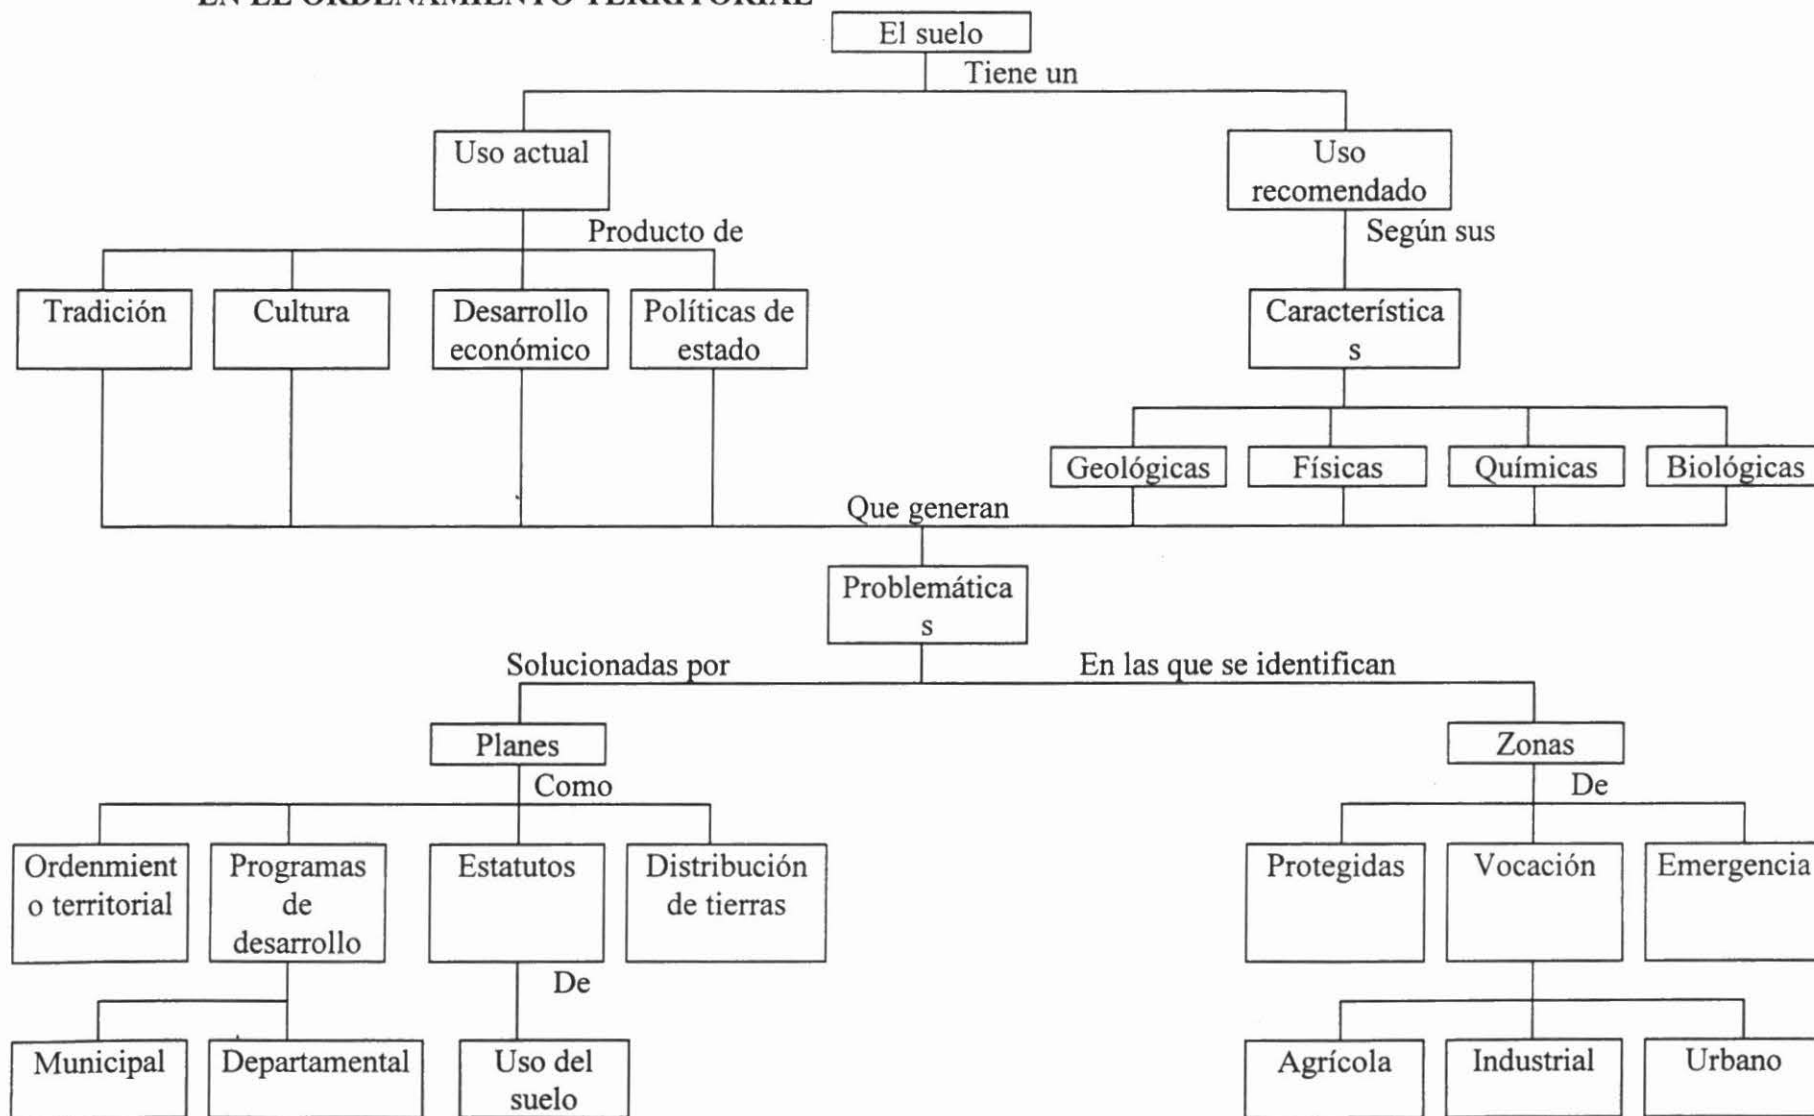 EN EL ORDENAMIENTO TERRITORIAL
El suelo
Tiene un
Uso actual
Uso
recomendado
Producto de
Según sus
Tradición
Cultura
Desarrollo
económico
Políticas de
estado
Característica
s
Geológicas
Físicas
Químicas
Biológicas
Que generan
Problemática
s
Solucionadas por
En las que se identifican
Planes
Zonas
Como
De
Ordenmient
o territorial
Programas
de
desarrollo
Estatutos
Distribución
de tierras
Protegidas
Vocación
Emergencia
De
Municipal
Departamental
Uso del
suelo
Agrícola
Industrial
Urbano